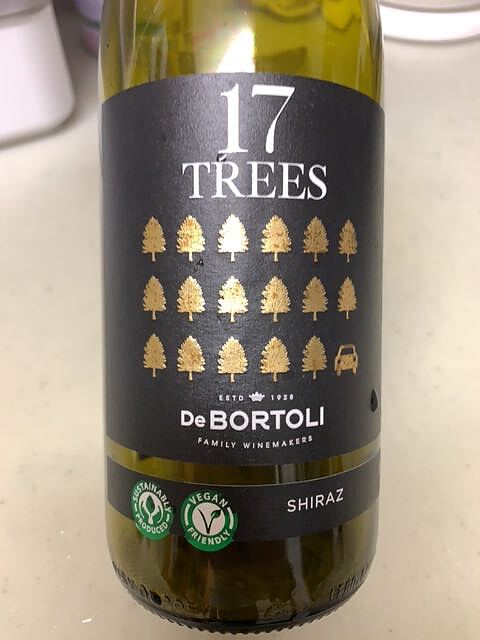 17
TREES
ESTD 1928
De BORTOLI
FAMILY WINEMAKERS
SUSTAINABLY
PRODUCED
VEGAN
FRIENDLY
SHIRAZ